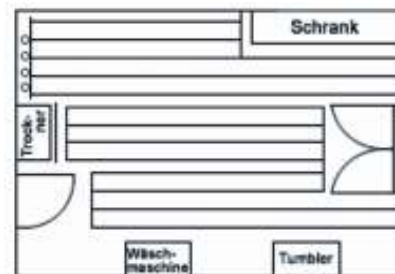 Schrank
Trock-
ner
Wäsch-
maschine
Tumbler